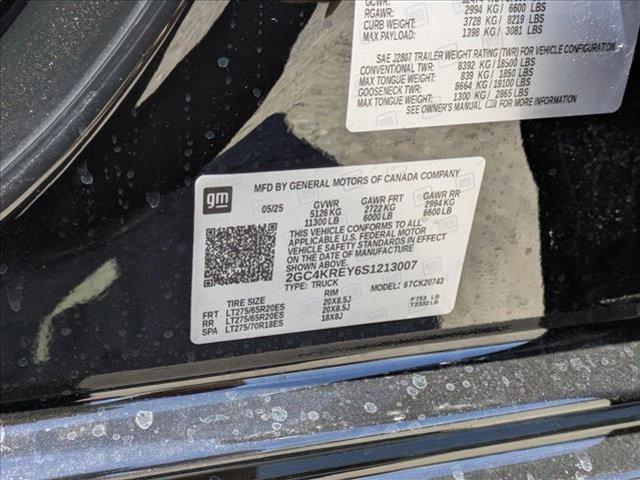 RGAWR: 2994 KG / 6600 LBS
CURB WEIGHT: 3728 KG / 8219 LBS
MAX PAYLOAD: 1398 KG / 3081 LBS
SAE J2807 TRAILER WEIGHT RATING (TWR) FOR VEHICLE CONFIGURATION:
CONVENTIONAL TWR: 8392 KG / 18500 LBS
MAX TONGUE WEIGHT: 839 KG / 1850 LBS
GOOSENECK TWR: 8664 KG / 19100 LBS
MAX TONGUE WEIGHT: 1300 KG / 2865 LBS
SEE OWNER'S MANUAL FOR MORE INFORMATION
gm
MFD BY GENERAL MOTORS OF CANADA COMPANY
05/25 GVWR GAWR FRT GAWR RR
5126 KG 2722 KG 2994 KG
11300 LB 6000 LB 6600 LB
THIS VEHICLE CONFORMS TO ALL
APPLICABLE U.S. FEDERAL MOTOR
VEHICLE SAFETY STANDARDS IN
EFFECT ON THE DATE OF
MANUFACTURE SHOWN ABOVE.
2GC4KREY6S1213007
TYPE: TRUCK MODEL: 67CK20743
TIRE SIZE RIM
FRT LT275/65R20ES 20X8.5J
RR LT275/65R20ES 20X8.5J
SPA LT275/70R18ES 18X8J
F753 LB
T2332 LB